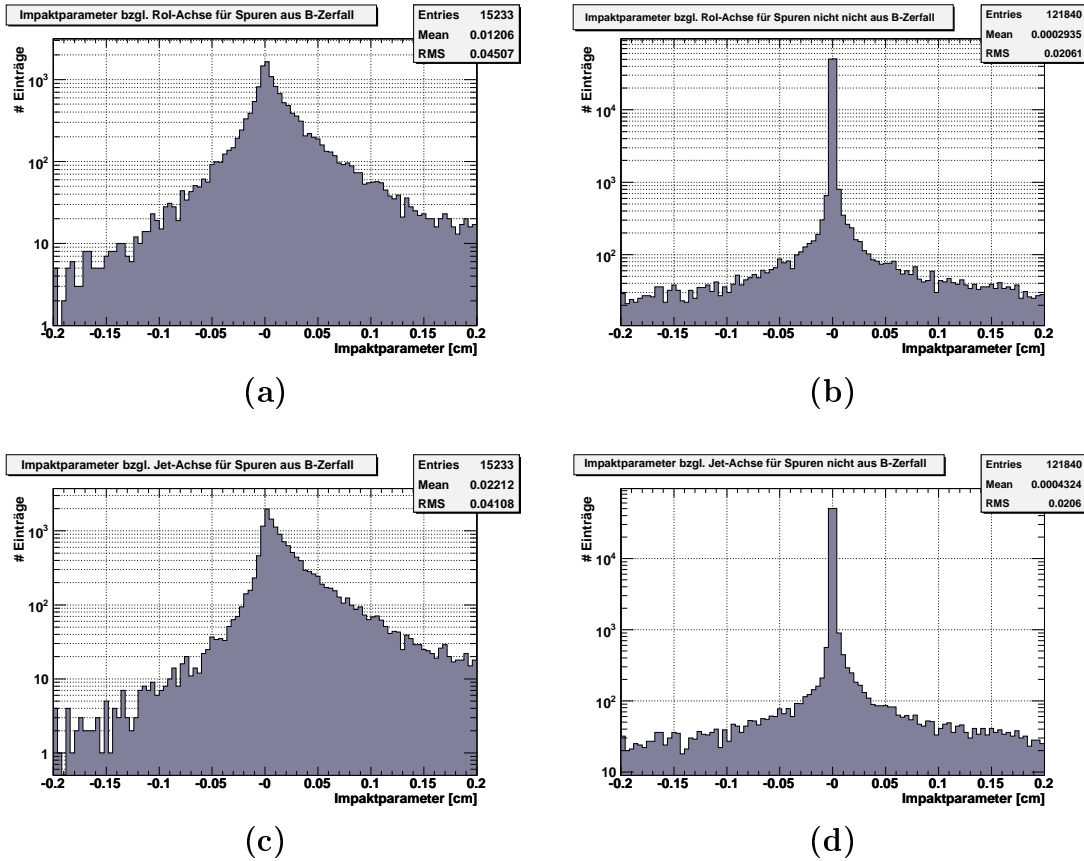 Impaktparameter bzgl. RoI-Achse für Spuren aus B-Zerfall
Entries 15233
Mean 0.01206
RMS 0.04507
# Einträge
10³
10²
10
1
-0.2 -0.15 -0.1 -0.05 -0 0.05 0.1 0.15 0.2
Impaktparameter [cm]
(a)
Impaktparameter bzgl. RoI-Achse für Spuren nicht nicht aus B-Zerfall
Entries 121840
Mean 0.0002935
RMS 0.02061
# Einträge
10⁴
10³
10²
-0.2 -0.15 -0.1 -0.05 -0 0.05 0.1 0.15 0.2
Impaktparameter [cm]
(b)
Impaktparameter bzgl. Jet-Achse für Spuren aus B-Zerfall
Entries 15233
Mean 0.02212
RMS 0.04108
# Einträge
10³
10²
10
1
-0.2 -0.15 -0.1 -0.05 -0 0.05 0.1 0.15 0.2
Impaktparameter [cm]
(c)
Impaktparameter bzgl. Jet-Achse für Spuren nicht aus B-Zerfall
Entries 121840
Mean 0.0004324
RMS 0.0206
# Einträge
10⁴
10³
10²
10
-0.2 -0.15 -0.1 -0.05 -0 0.05 0.1 0.15 0.2
Impaktparameter [cm]
(d)